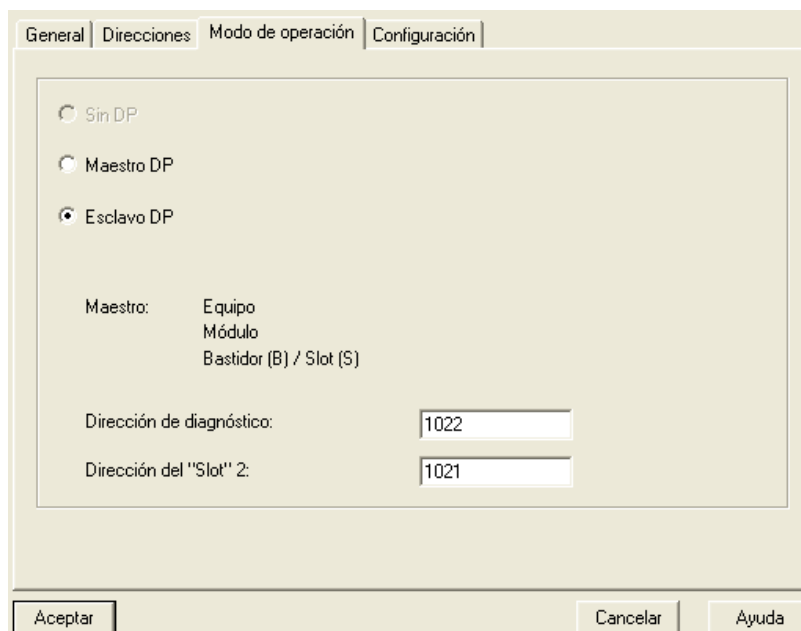 General Direcciones Modo de operación Configuración
Sin DP
Maestro DP
Esclavo DP
Maestro: Equipo
Módulo
Bastidor (B) / Slot (S)
Dirección de diagnóstico: 1022
Dirección del "Slot" 2: 1021
Aceptar Cancelar Ayuda